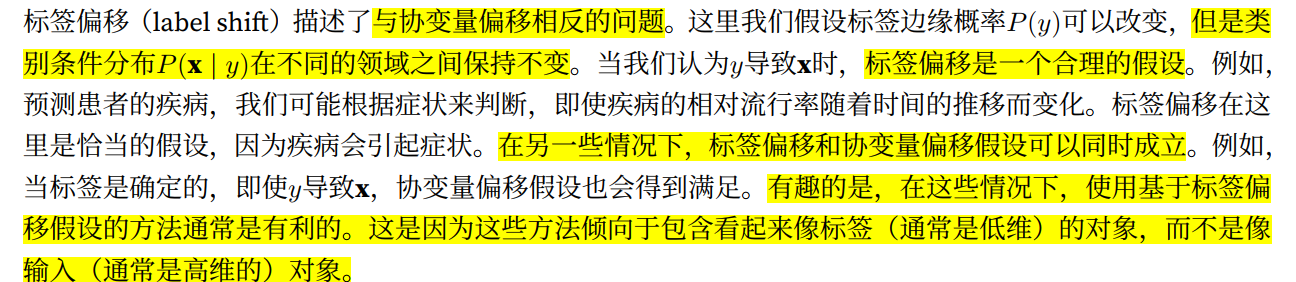 标签偏移（label shift）描述了与协变量偏移相反的问题。这里我们假设标签边缘概率P(y)可以改变，但是类
别条件分布P(x | y)在不同的领域之间保持不变。当我们认为y导致x时，标签偏移是一个合理的假设。例如，
预测患者的疾病，我们可能根据症状来判断，即使疾病的相对流行率随着时间的推移而变化。标签偏移在这
里是恰当的假设，因为疾病会引起症状。在另一些情况下，标签偏移和协变量偏移假设可以同时成立。例如，
当标签是确定的，即使y导致x，协变量偏移假设也会得到满足。有趣的是，在这些情况下，使用基于标签偏
移假设的方法通常是有利的。这是因为这些方法倾向于包含看起来像标签（通常是低维）的对象，而不是像
输入（通常是高维的）对象。